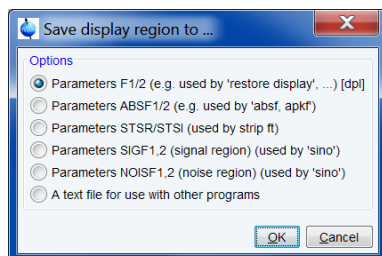 Save display region to ...
Options
Parameters F1/2 (e.g. used by 'restore display', ...) [dpl]
Parameters ABSF1/2 (e.g. used by 'absf, apkf')
Parameters STSR/STSI (used by strip ft)
Parameters SIGF1,2 (signal region) (used by 'sino')
Parameters NOISF1,2 (noise region) (used by 'sino')
A text file for use with other programs
OK Cancel